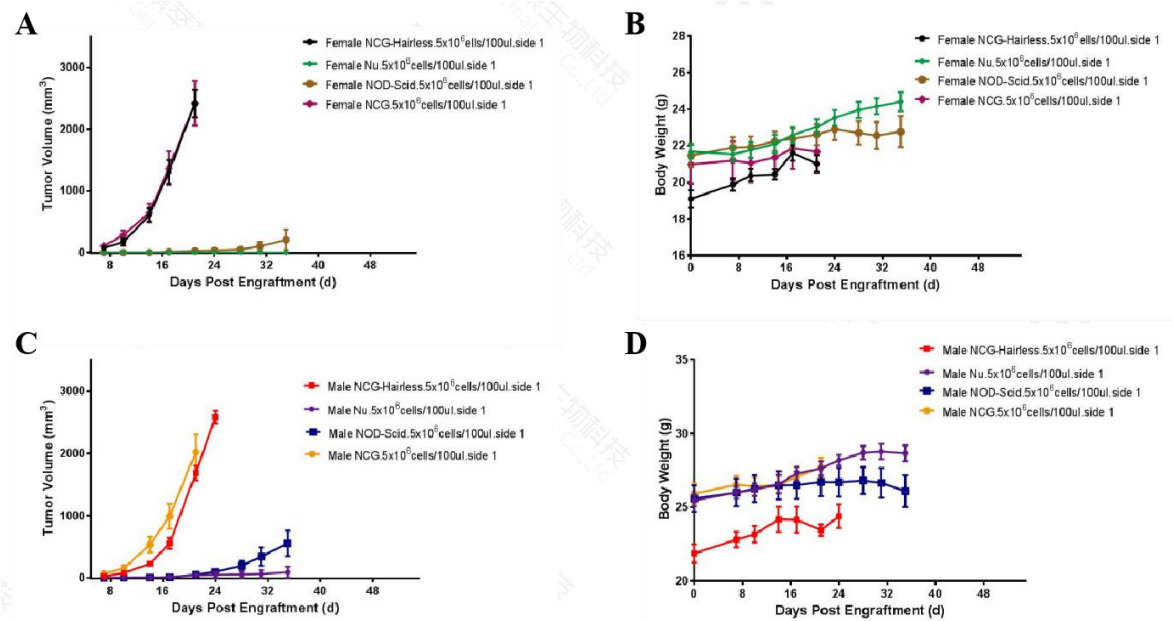 A
Female NCG-Hairless.5x10⁶ells/100ul.side 1
Female Nu.5x10⁶cells/100ul.side 1
Female NOD-Scid.5x10⁶cells/100ul.side 1
Female NCG.5x10⁶cells/100ul.side 1
Tumor Volume (mm³)
3000
2000
1000
0
8 16 24 32 40 48
Days Post Engraftment (d)
B
Female NCG-Hairless.5x10⁶ells/100ul.side 1
Female Nu.5x10⁶cells/100ul.side 1
Female NOD-Scid.5x10⁶cells/100ul.side 1
Female NCG.5x10⁶cells/100ul.side 1
Body Weight (g)
28
26
24
22
20
18
16
0 8 16 24 32 40 48
Days Post Engraftment (d)
C
Male NCG-Hairless.5x10⁶cells/100ul.side 1
Male Nu.5x10⁶cells/100ul.side 1
Male NOD-Scid.5x10⁶cells/100ul.side 1
Male NCG.5x10⁶cells/100ul.side 1
Tumor Volume (mm³)
3000
2000
1000
0
8 16 24 32 40 48
Days Post Engraftment (d)
D
Male NCG-Hairless.5x10⁶cells/100ul.side 1
Male Nu.5x10⁶cells/100ul.side 1
Male NOD-Scid.5x10⁶cells/100ul.side 1
Male NCG.5x10⁶cells/100ul.side 1
Body Weight (g)
35
30
25
20
0 8 16 24 32 40 48
Days Post Engraftment (d)
生物科技
Co.,Ltd